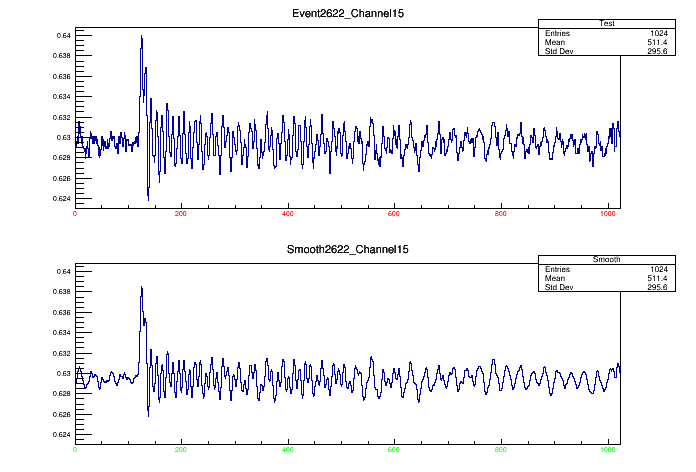 Event2622_Channel15
Test
Entries 1024
Mean 511.4
Std Dev 295.6
0.64
0.638
0.636
0.634
0.632
0.63
0.628
0.626
0.624
0 200 400 600 800 1000
Smooth2622_Channel15
Smooth
Entries 1024
Mean 511.4
Std Dev 295.6
0.64
0.638
0.636
0.634
0.632
0.63
0.628
0.626
0.624
0 200 400 600 800 1000